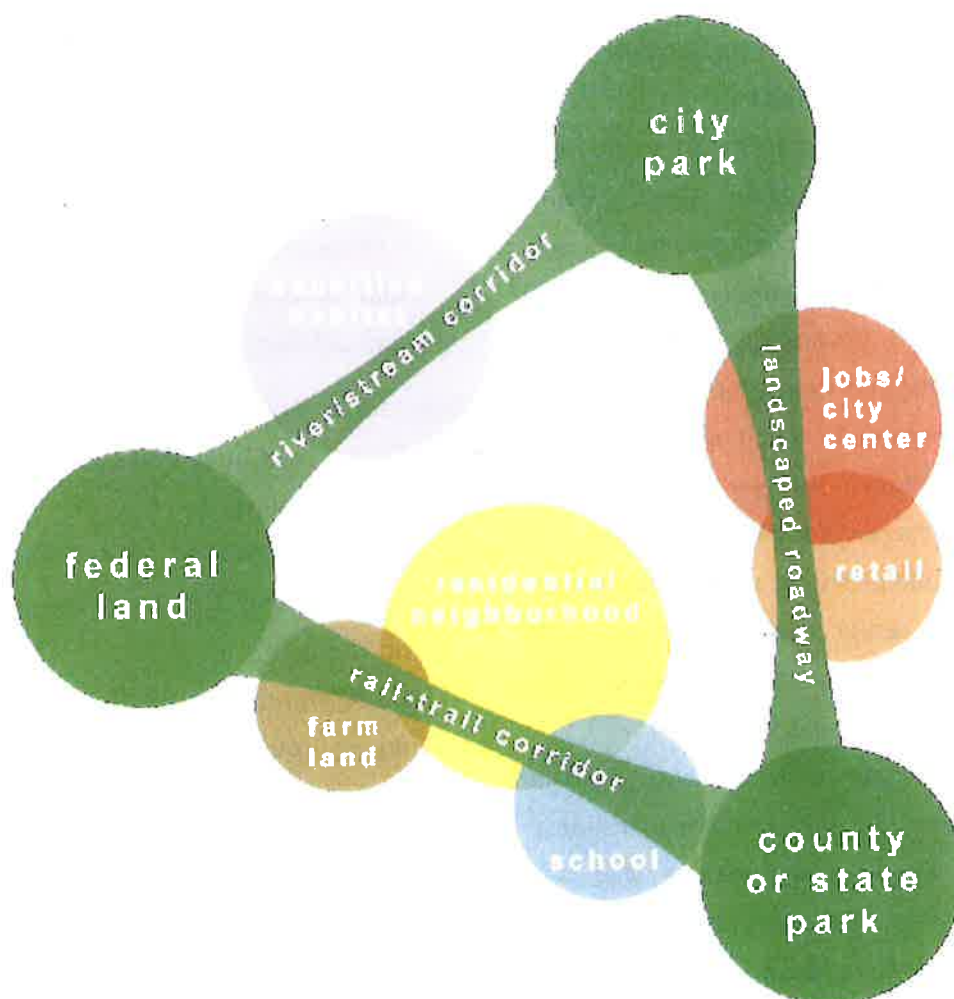 city
park
river/stream corridor
landscaped roadway
jobs/
city
center
retail
federal
land
residential
neighborhood
rail-trail corridor
farm
land
school
county
or state
park